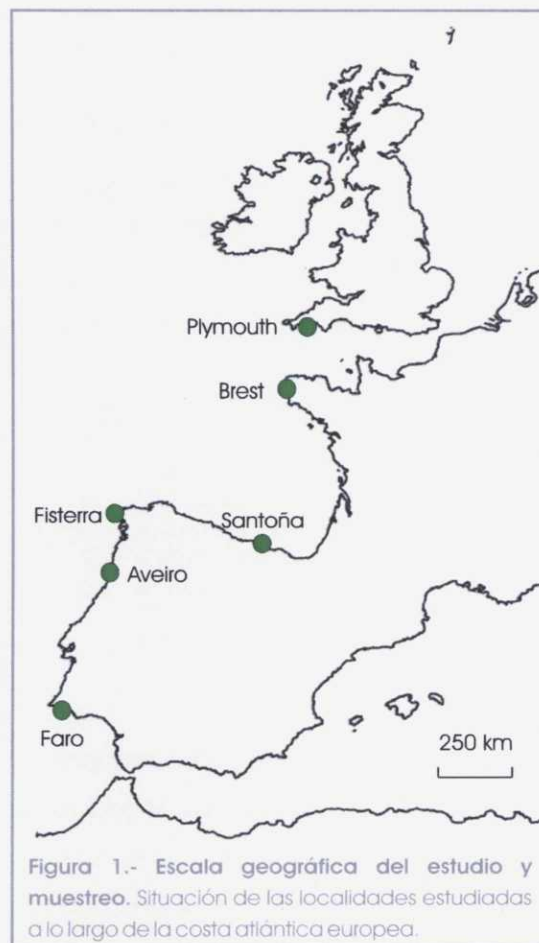 Plymouth
Brest
Fisterra
Santoña
Aveiro
Faro
250 km
Figura 1.- Escala geográfica del estudio y
muestreo. Situación de las localidades estudiadas
a lo largo de la costa atlántica europea.